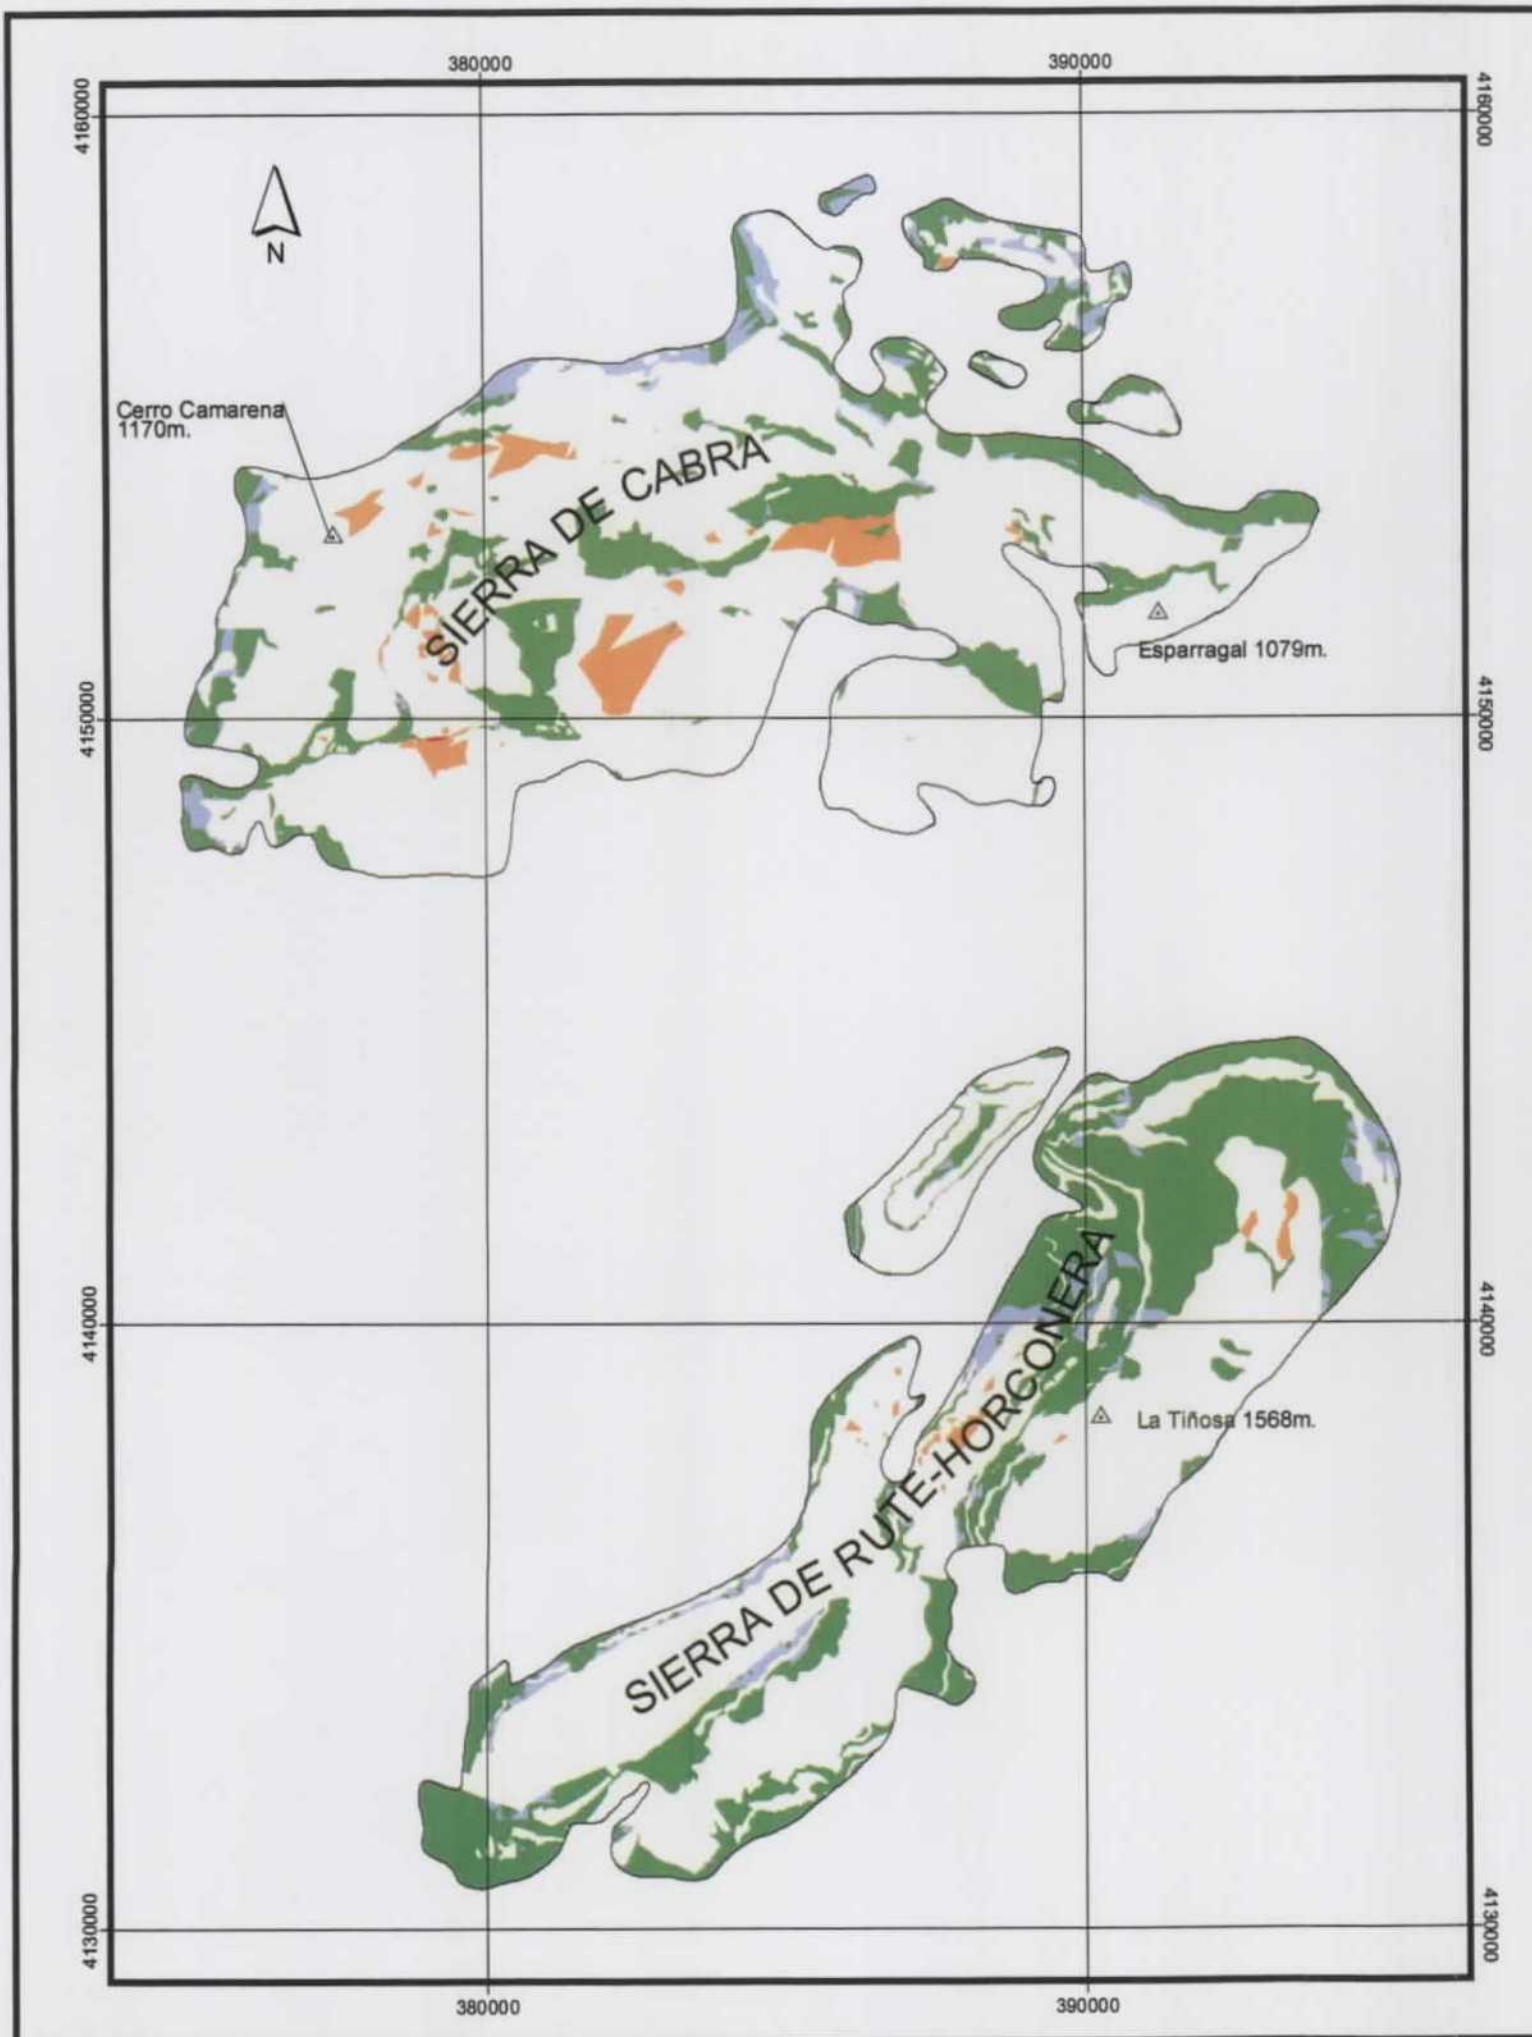 380000
390000
4160000
4160000
N
Cerro Camarena
1170m.
SIERRA DE CABRA
Esparragal 1079m.
4150000
4150000
4140000
4140000
SIERRA DE RUTE-HORCONERA
La Tiñosa 1568m.
4130000
4130000
380000
390000